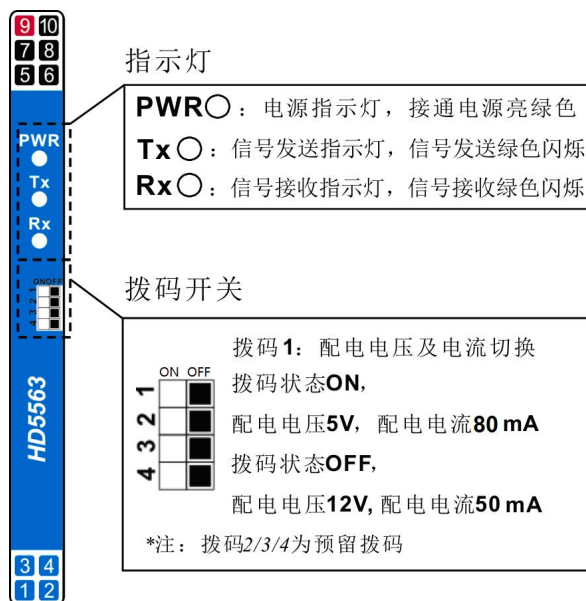 9 10
7 8
5 6
PWR
Tx
Rx
ONOFF
1
2
3
4
HD5563
3 4
1 2
指示灯
PWR○：电源指示灯，接通电源亮绿色
Tx○：信号发送指示灯，信号发送绿色闪烁
Rx○：信号接收指示灯，信号接收绿色闪烁
拨码开关
ON OFF
1
2
3
4
拨码1：配电电压及电流切换
拨码状态ON，
配电电压5V，配电电流80 mA
拨码状态OFF，
配电电压12V, 配电电流50 mA
*注：拨码2/3/4为预留拨码